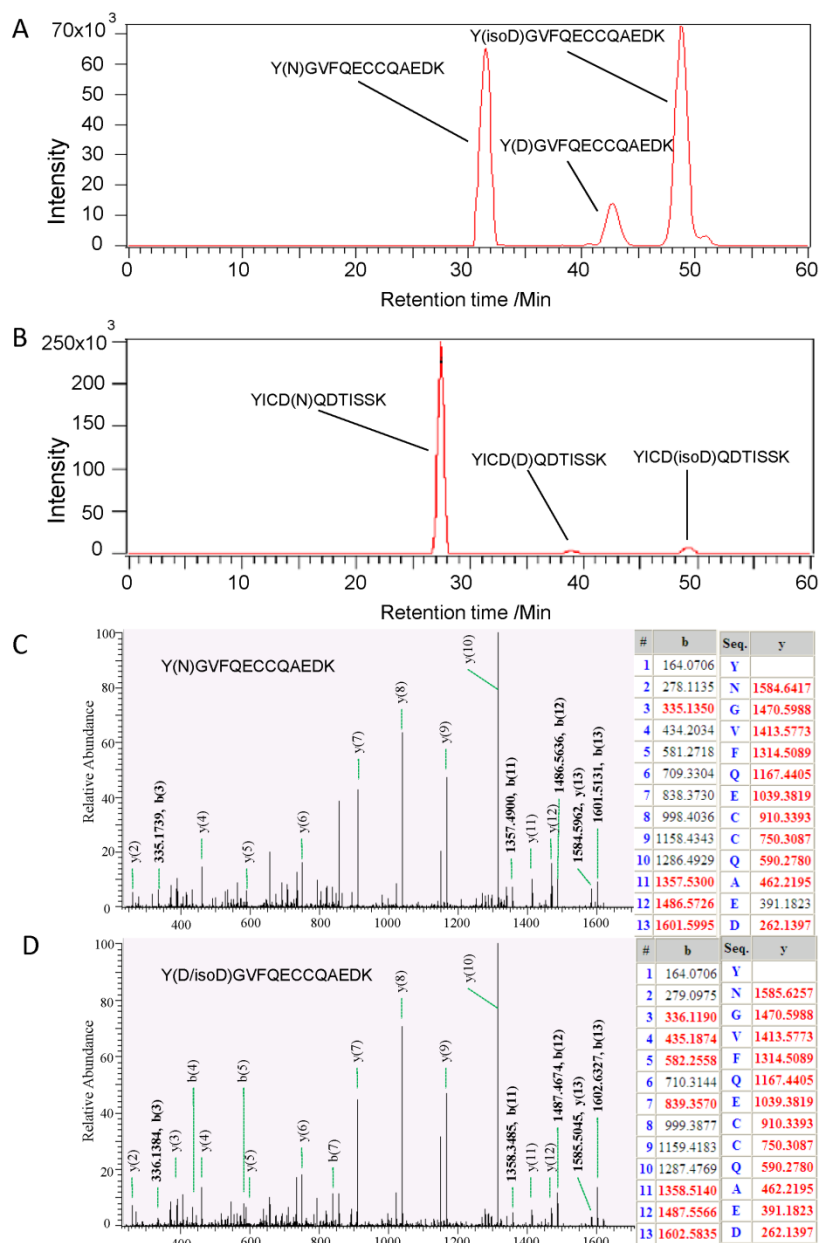 A
70x10³
60
50
40
30
20
10
0
Intensity
Y(N)GVFQECCQAEDK
Y(isoD)GVFQECCQAEDK
Y(D)GVFQECCQAEDK
0 10 20 30 40 50 60
Retention time /Min
B
250x10 ³
200
150
100
50
0
Intensity
YICD(N)QDTISSK
YICD(D)QDTISSK
YICD(isoD)QDTISSK
0 10 20 30 40 50 60
Retention time /Min
C
100
80
60
40
20
0
Relative Abundance
Y(N)GVFQECCQAEDK
y(2)
335.1739, b(3)
y(4)
y(5)
y(6)
y(7)
y(8)
y(9)
y(10)
1357.4900, b(11)
y(11)
y(12)
1486.5636, b(12)
1584.5962, y(13)
1601.5131, b(13)
400 600 800 1000 1200 1400 1600
# b Seq. y
1 164.0706 Y
2 278.1135 N 1584.6417
3 335.1350 G 1470.5988
4 434.2034 V 1413.5773
5 581.2718 F 1314.5089
6 709.3304 Q 1167.4405
7 838.3730 E 1039.3819
8 998.4036 C 910.3393
9 1158.4343 C 750.3087
10 1286.4929 Q 590.2780
11 1357.5300 A 462.2195
12 1486.5726 E 391.1823
13 1601.5995 D 262.1397
D
100
80
60
40
20
0
Relative Abundance
Y(D/isoD)GVFQECCQAEDK
y(2)
336.1384, b(3)
y(3)
b(4)
y(4)
b(5)
y(5)
y(6)
b(7)
y(7)
y(8)
y(9)
y(10)
1358.3485, b(11)
y(11)
y(12)
1487.4674, b(12)
1585.5045, y(13)
1602.6327, b(13)
400 600 800 1000 1200 1400 1600
# b Seq. y
1 164.0706 Y
2 279.0975 N 1585.6257
3 336.1190 G 1470.5988
4 435.1874 V 1413.5773
5 582.2558 F 1314.5089
6 710.3144 Q 1167.4405
7 839.3570 E 1039.3819
8 999.3877 C 910.3393
9 1159.4183 C 750.3087
10 1287.4769 Q 590.2780
11 1358.5140 A 462.2195
12 1487.5566 E 391.1823
13 1602.5835 D 262.1397